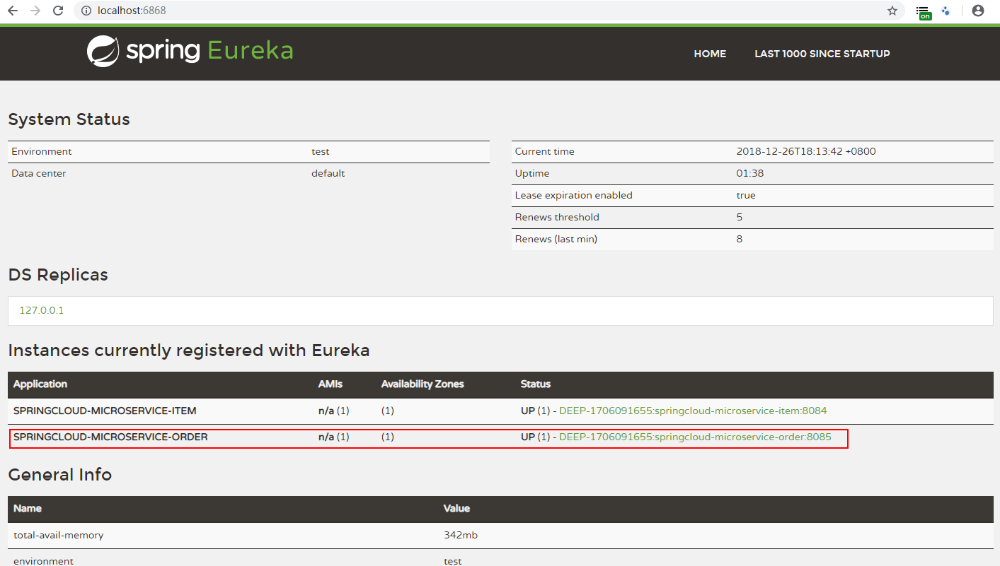 localhost:6868
on
spring Eureka
HOME LAST 1000 SINCE STARTUP
System Status
Environment test
Data center default
Current time 2018-12-26T18:13:42 +0800
Uptime 01:38
Lease expiration enabled true
Renews threshold 5
Renews (last min) 8
DS Replicas
127.0.0.1
Instances currently registered with Eureka
Application AMIs Availability Zones Status
SPRINGCLOUD-MICROSERVICE-ITEM n/a (1) (1) UP (1) - DEEP-1706091655:springcloud-microservice-item:8084
SPRINGCLOUD-MICROSERVICE-ORDER n/a (1) (1) UP (1) - DEEP-1706091655:springcloud-microservice-order:8085
General Info
Name Value
total-avail-memory 342mb
environment test